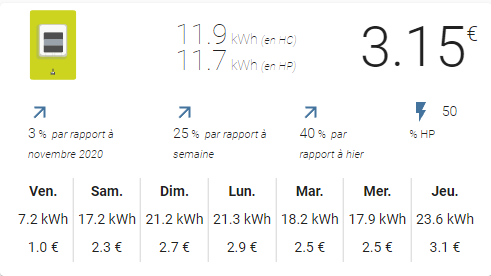 11.9 kWh (en HC)
11.7 kWh (en HP)
3.15€
3 % par rapport à
novembre 2020
25 % par rapport à
semaine
40 % par
rapport à hier
50
% HP
Ven. Sam. Dim. Lun. Mar. Mer. Jeu.
7.2 kWh 17.2 kWh 21.2 kWh 21.3 kWh 18.2 kWh 17.9 kWh 23.6 kWh
1.0 € 2.3 € 2.7 € 2.9 € 2.5 € 2.5 € 3.1 €